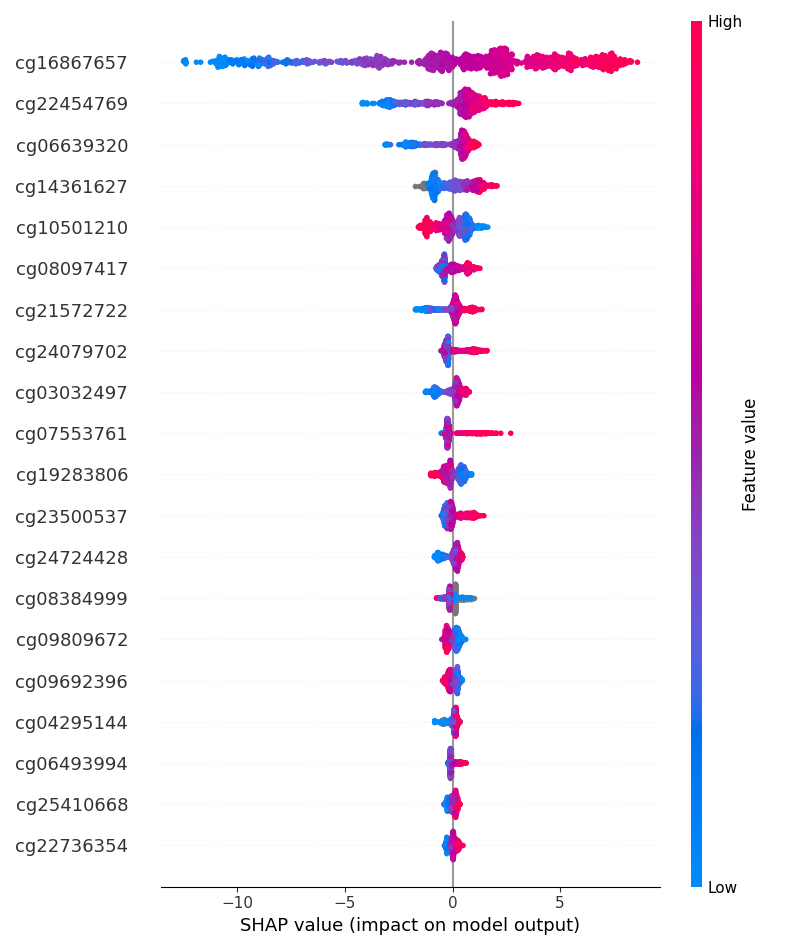 High
cg16867657
cg22454769
cg06639320
cg14361627
cg10501210
cg08097417
cg21572722
cg24079702
cg03032497
cg07553761
cg19283806
cg23500537
cg24724428
cg08384999
cg09809672
cg09692396
cg04295144
cg06493994
cg25410668
cg22736354
Feature value
Low
−10 −5 0 5
SHAP value (impact on model output)